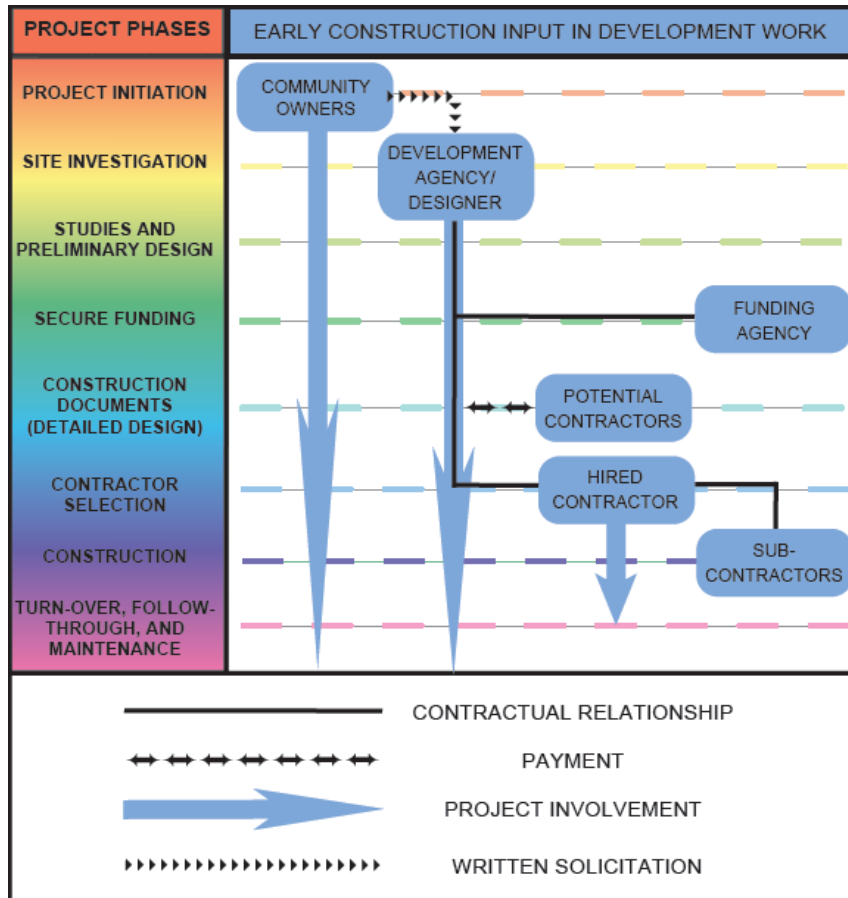 PROJECT PHASES
EARLY CONSTRUCTION INPUT IN DEVELOPMENT WORK
PROJECT INITIATION
COMMUNITY
OWNERS
SITE INVESTIGATION
DEVELOPMENT
AGENCY/
DESIGNER
STUDIES AND
PRELIMINARY DESIGN
SECURE FUNDING
FUNDING
AGENCY
CONSTRUCTION
DOCUMENTS
(DETAILED DESIGN)
POTENTIAL
CONTRACTORS
CONTRACTOR
SELECTION
HIRED
CONTRACTOR
CONSTRUCTION
SUB-
CONTRACTORS
TURN-OVER, FOLLOW-
THROUGH, AND
MAINTENANCE
CONTRACTUAL RELATIONSHIP
PAYMENT
PROJECT INVOLVEMENT
WRITTEN SOLICITATION